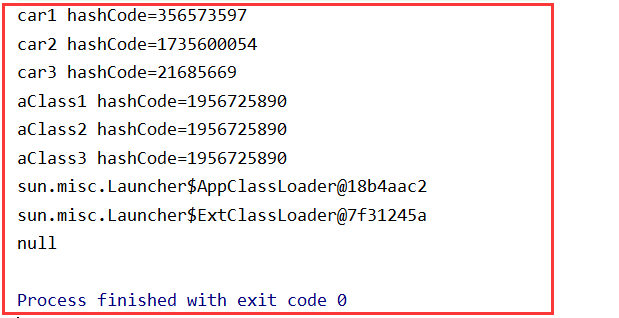 car1 hashCode=356573597
car2 hashCode=1735600054
car3 hashCode=21685669
aClass1 hashCode=1956725890
aClass2 hashCode=1956725890
aClass3 hashCode=1956725890
sun.misc.Launcher$AppClassLoader@18b4aac2
sun.misc.Launcher$ExtClassLoader@7f31245a
null
Process finished with exit code 0